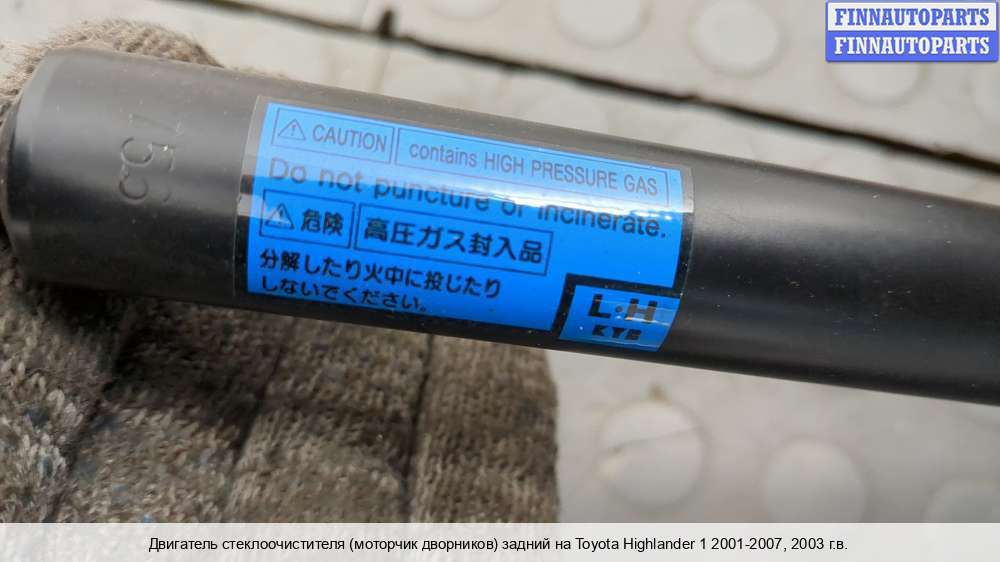 FINNAUTOPARTS
FINNAUTOPARTS
CAUTION contains HIGH PRESSURE GAS
Do not puncture or incinerate.
危険 高圧ガス封入品
分解したり火中に投じたり
しないでください。
L·H
KYB
Двигатель стеклоочистителя (моторчик дворников) задний на Toyota Highlander 1 2001-2007, 2003 г.в.